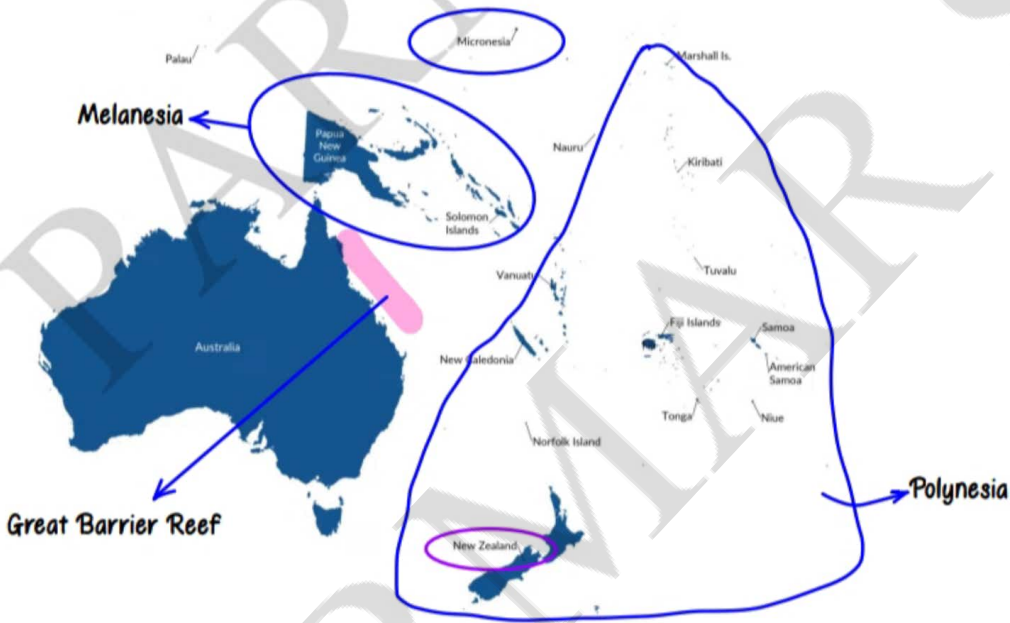 Micronesia
Palau
Marshall Is.
Melanesia
Papua
New
Guinea
Nauru
Kiribati
Solomon
Islands
Vanuatu
Tuvalu
Fiji Islands
Samoa
Australia
New Caledonia
American
Samoa
Tonga
Niue
Norfolk Island
Polynesia
Great Barrier Reef
New Zealand
PARMAR